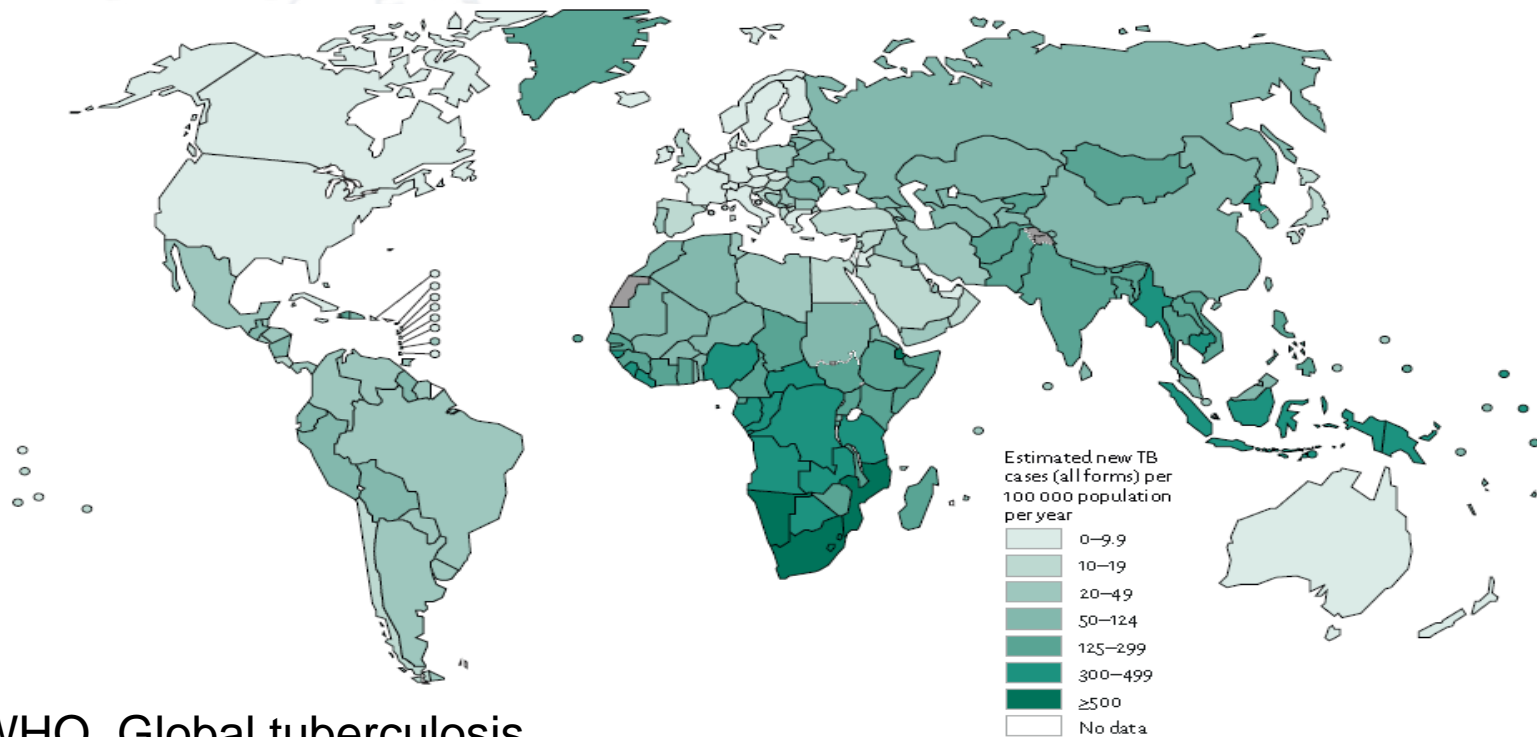 Estimated new TB
cases (all forms) per
100 000 population
per year
0–9.9
10–19
20–49
50–124
125–299
300–499
≥500
No data
WHO. Global tuberculosis